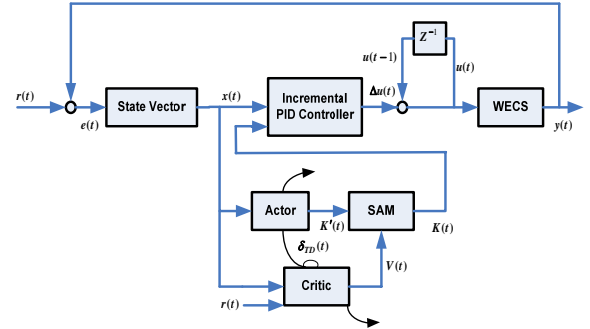 Z⁻¹
u(t−1)
u(t)
r(t)
x(t)
Δu(t)
State Vector
Incremental
PID Controller
WECS
e(t)
y(t)
Actor
SAM
K′(t)
K(t)
δ_TD(t)
V(t)
Critic
r(t)